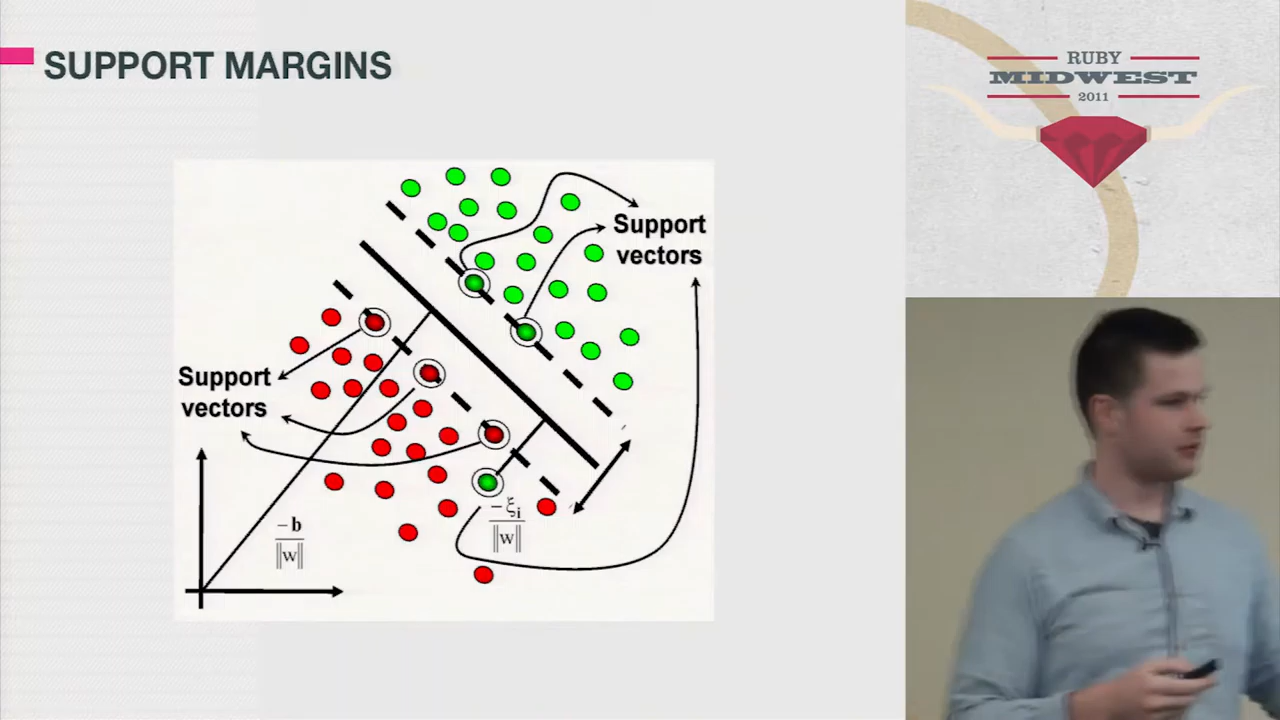 SUPPORT MARGINS
RUBY
MIDWEST
2011
Support
vectors
Support
vectors
-b
||w||
-ξi
||w||